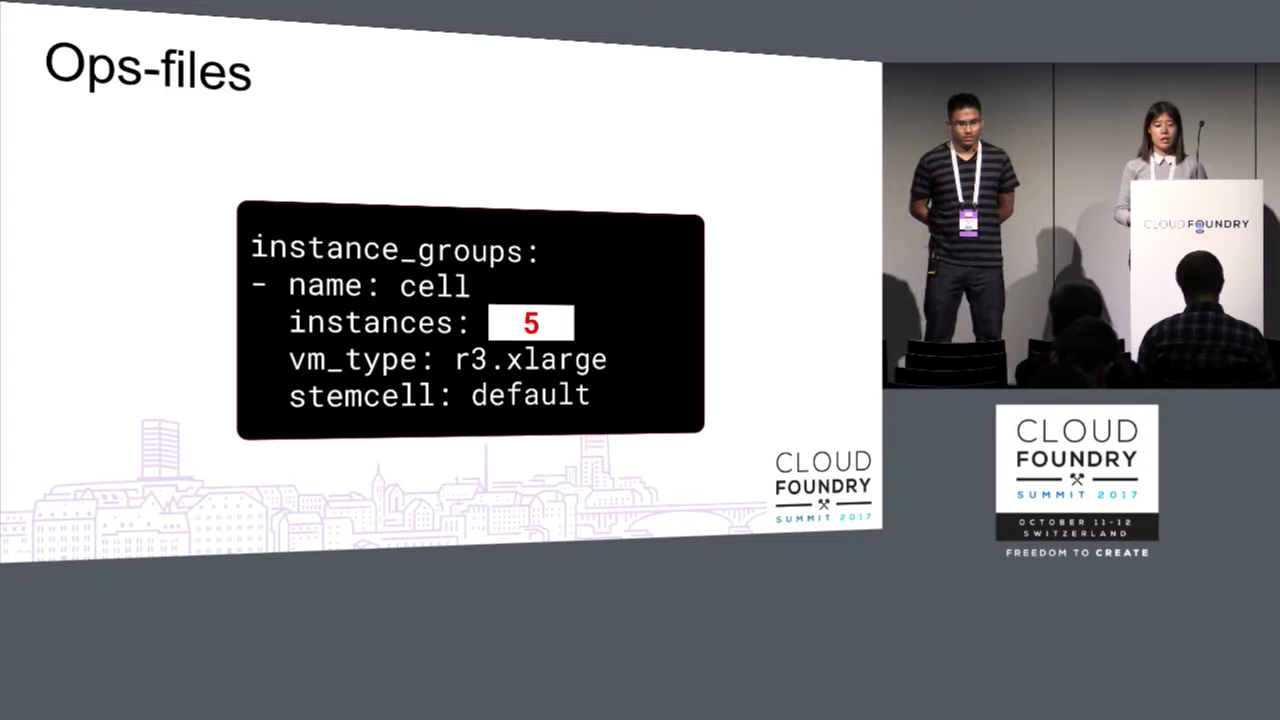 Ops-files
instance_groups:
- name: cell
instances: 5
vm_type: r3.xlarge
stemcell: default
CLOUD
FOUNDRY
SUMMIT 2017
CLOUD FOUNDRY
CLOUD
FOUNDRY
SUMMIT 2017
OCTOBER 11-12
SWITZERLAND
FREEDOM TO CREATE